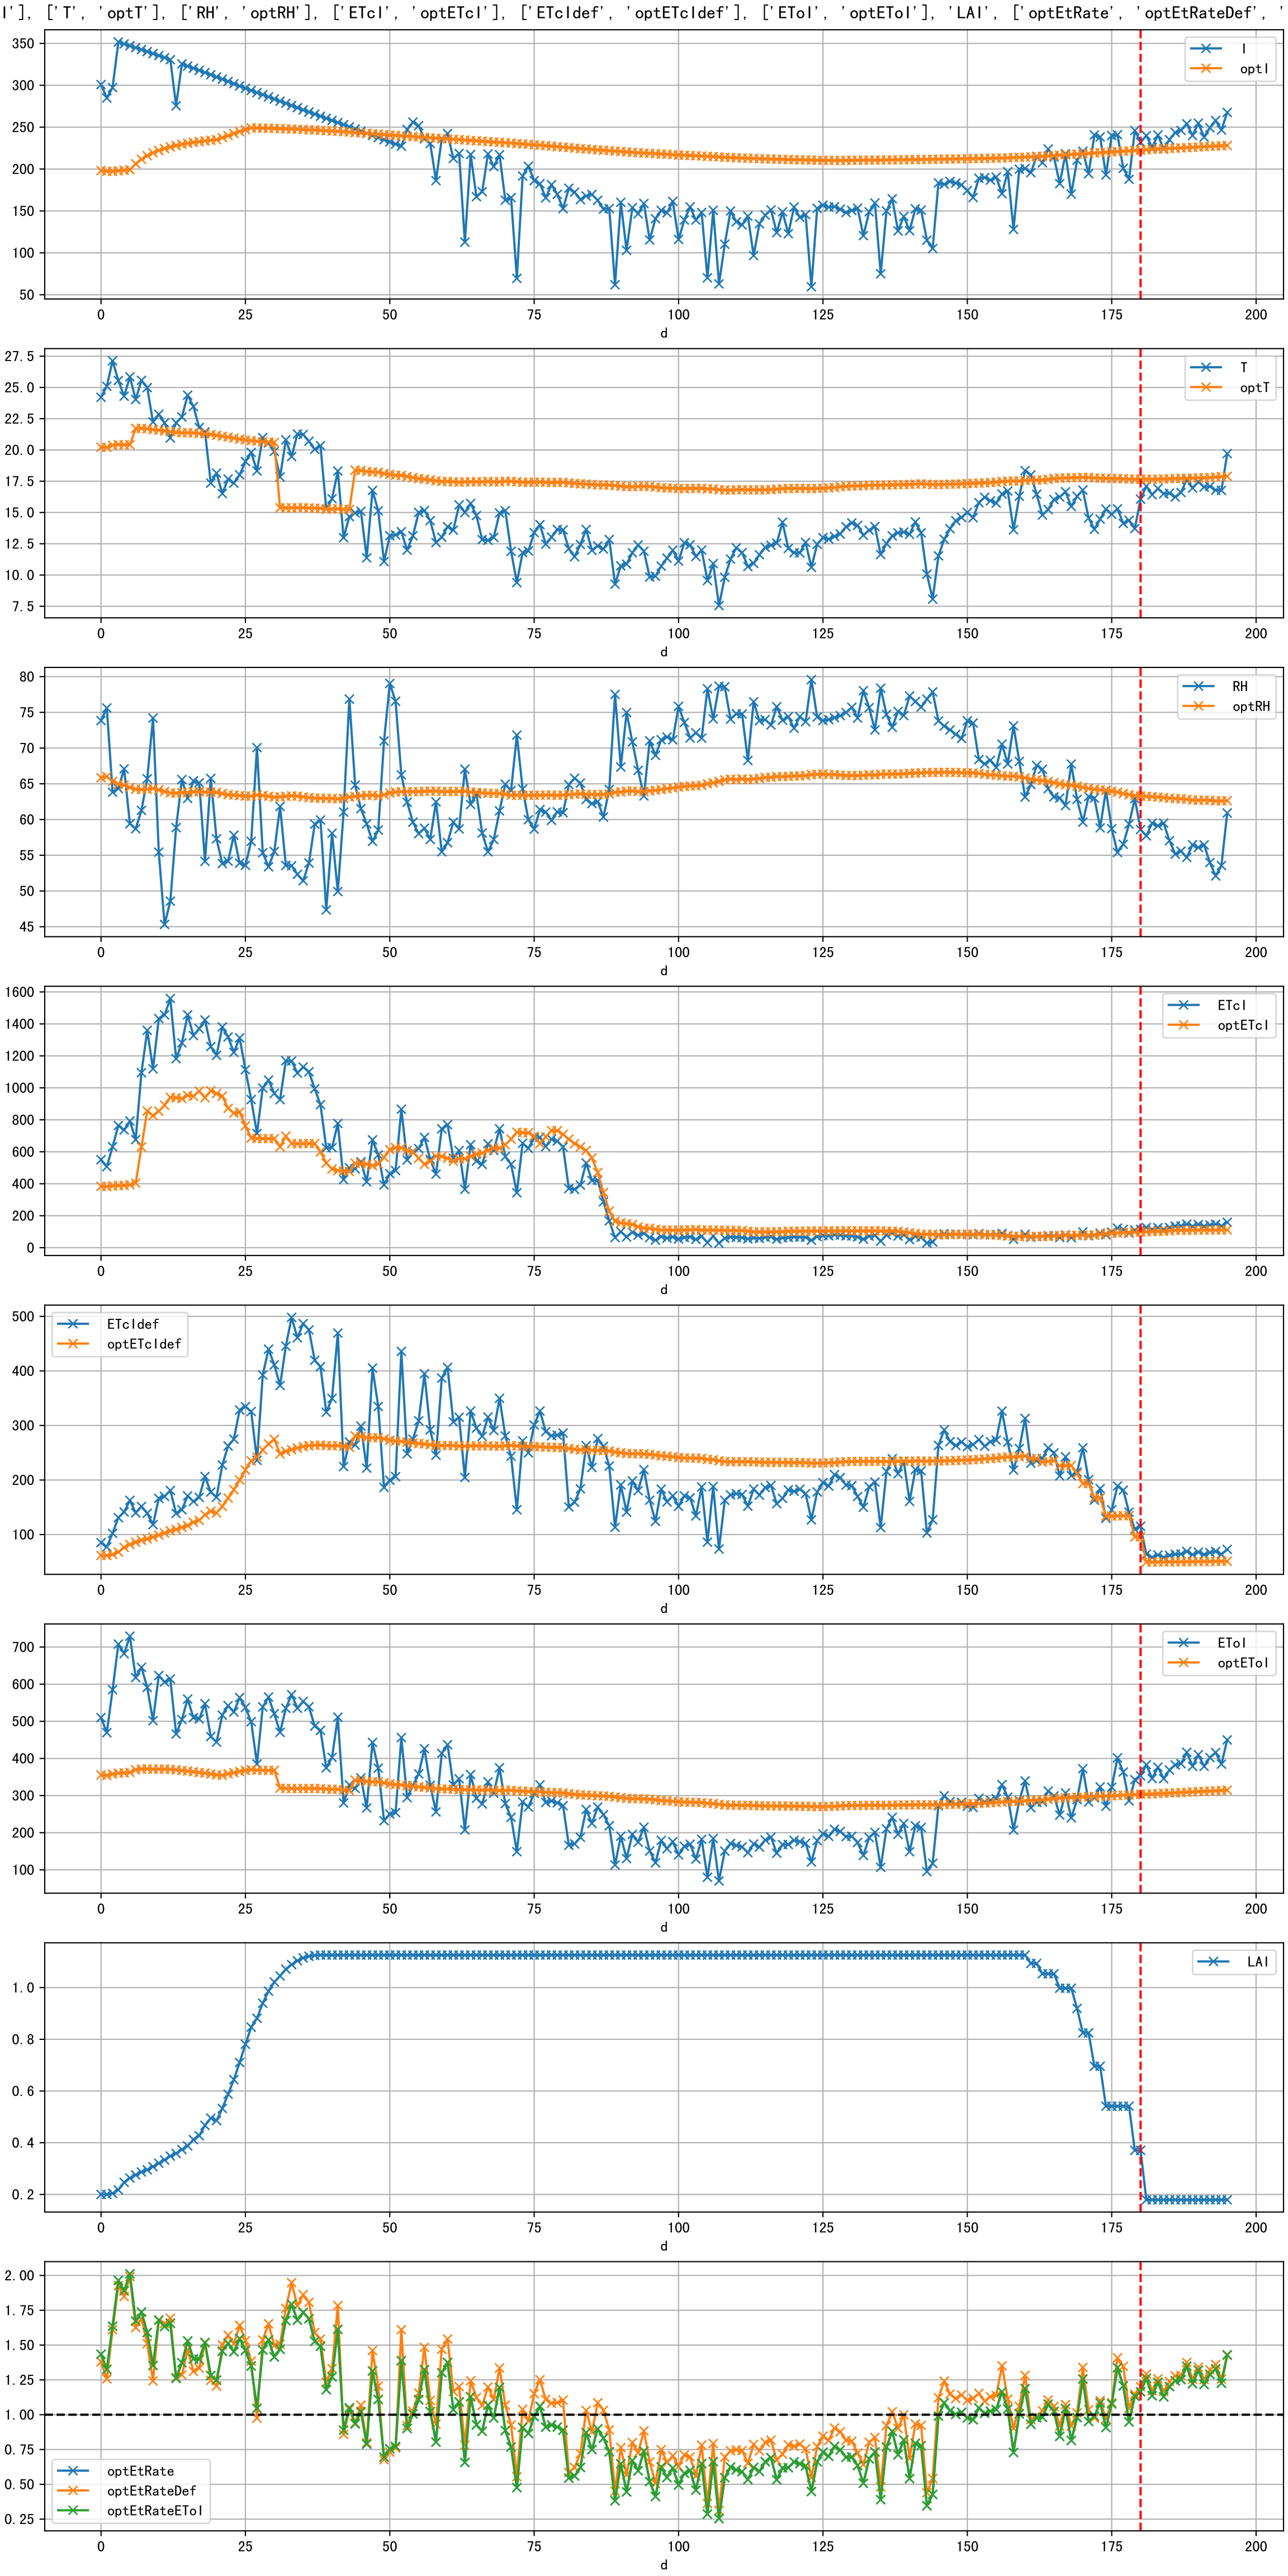 I'], ['T', 'optT'], ['RH', 'optRH'], ['ETcI', 'optETcI'], ['ETcIdef', 'optETcIdef'], ['EToI', 'optEToI'], 'LAI', ['optEtRate', 'optEtRateDef', '
350
300
250
200
150
100
50
I
optI
0 25 50 75 100 125 150 175 200
d
27.5
25.0
22.5
20.0
17.5
15.0
12.5
10.0
7.5
T
optT
0 25 50 75 100 125 150 175 200
d
80
75
70
65
60
55
50
45
RH
optRH
0 25 50 75 100 125 150 175 200
d
1600
1400
1200
1000
800
600
400
200
0
ETcI
optETcI
0 25 50 75 100 125 150 175 200
d
500
400
300
200
100
ETcIdef
optETcIdef
0 25 50 75 100 125 150 175 200
d
700
600
500
400
300
200
100
EToI
optEToI
0 25 50 75 100 125 150 175 200
d
1.0
0.8
0.6
0.4
0.2
LAI
0 25 50 75 100 125 150 175 200
d
2.00
1.75
1.50
1.25
1.00
0.75
0.50
0.25
optEtRate
optEtRateDef
optEtRateEToI
0 25 50 75 100 125 150 175 200
d